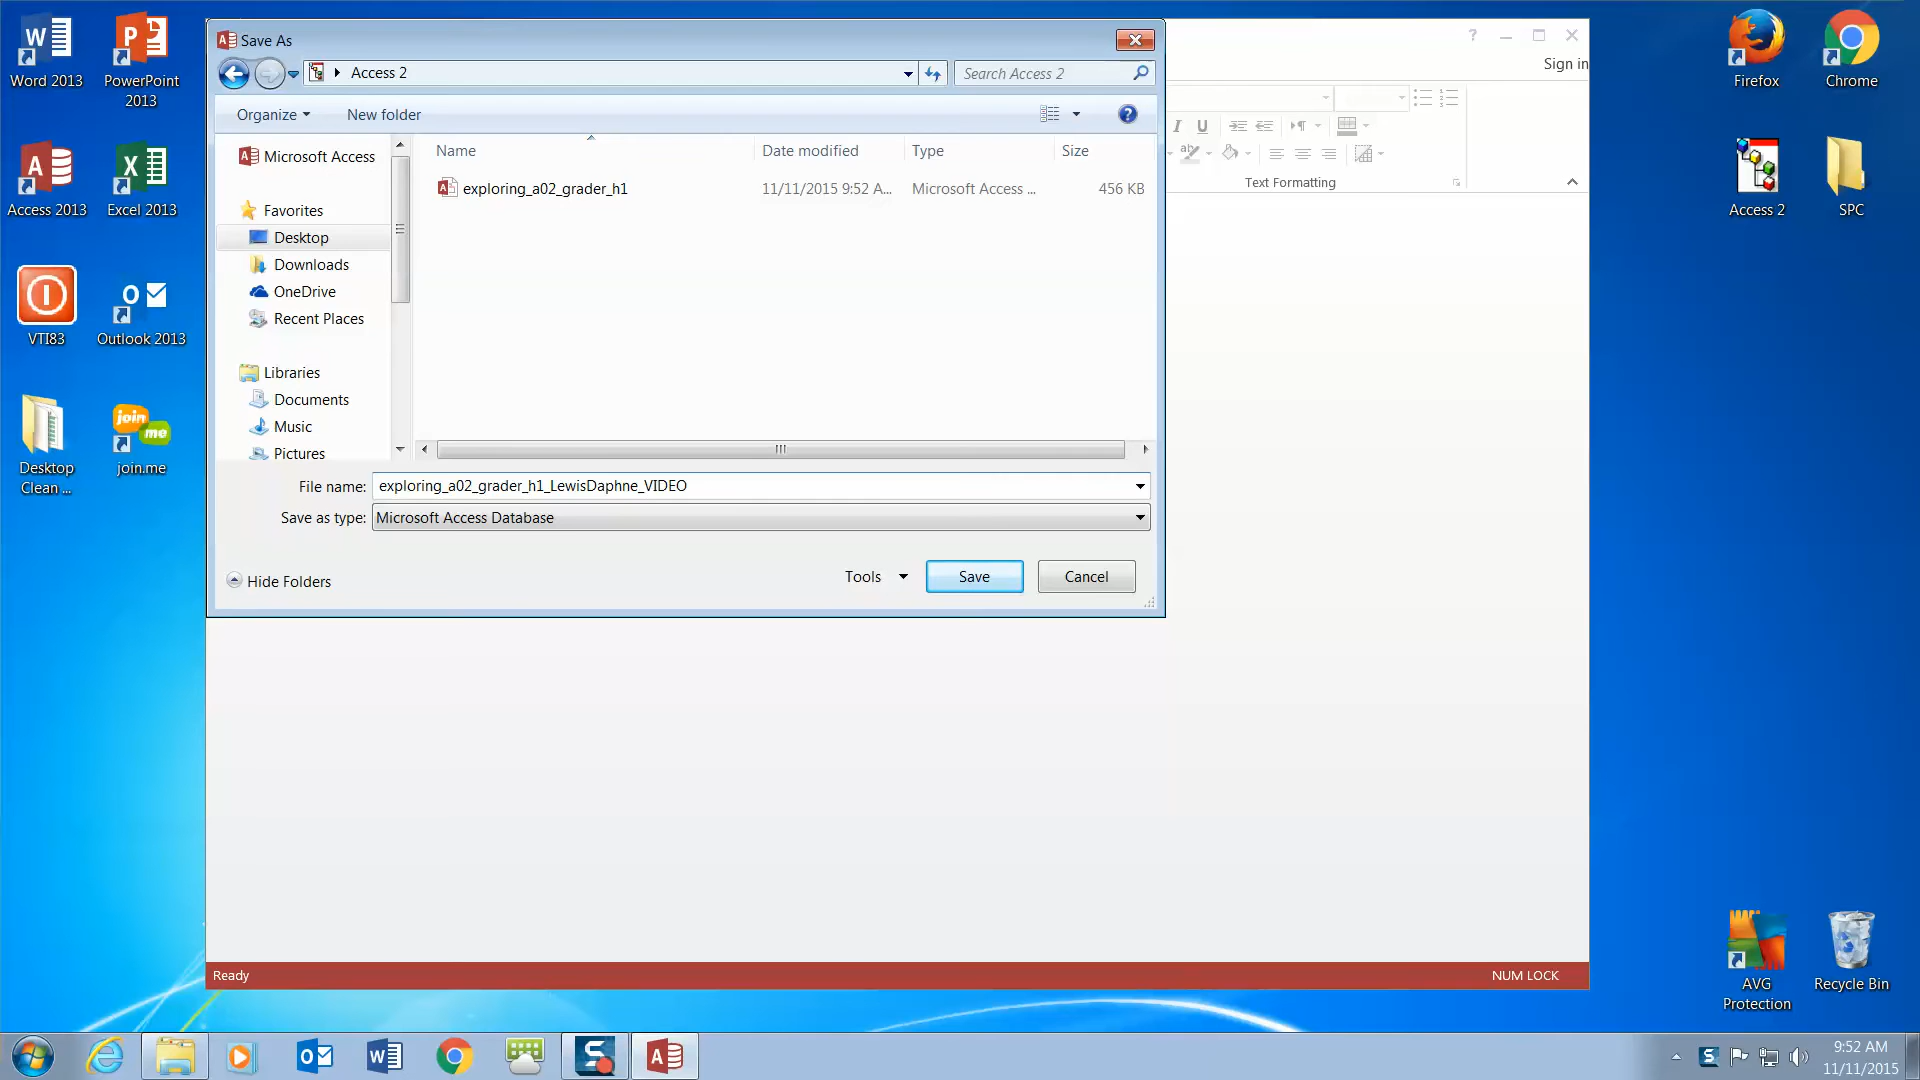 Word 2013
PowerPoint
2013
Access 2013
Excel 2013
VTI83
Outlook 2013
Desktop
Clean ...
join.me
join
me
Save As
Access 2
Search Access 2
Organize
New folder
Microsoft Access
Favorites
Desktop
Downloads
OneDrive
Recent Places
Libraries
Documents
Music
Pictures
Name
Date modified
Type
Size
exploring_a02_grader_h1
11/11/2015 9:52 A...
Microsoft Access ...
456 KB
File name:
exploring_a02_grader_h1_LewisDaphne_VIDEO
Save as type:
Microsoft Access Database
Hide Folders
Tools
Save
Cancel
Sign in
Text Formatting
Ready
NUM LOCK
Firefox
Chrome
Access 2
SPC
AVG
Protection
Recycle Bin
9:52 AM
11/11/2015